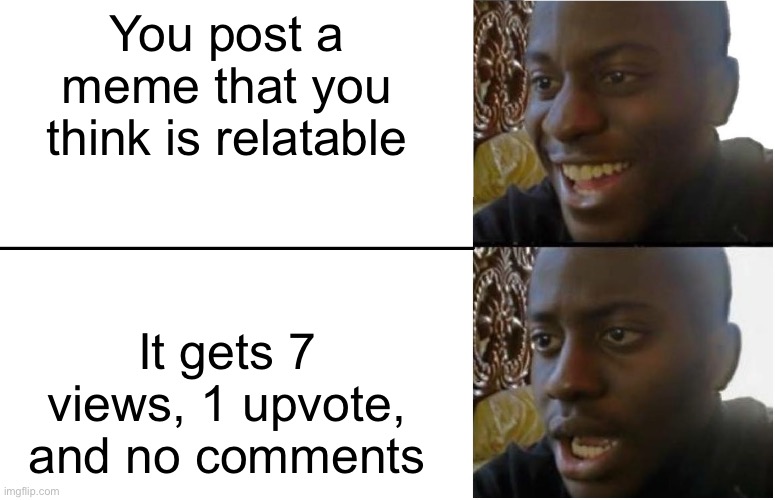 You post a
meme that you
think is relatable
It gets 7
views, 1 upvote,
and no comments
imgflip.com